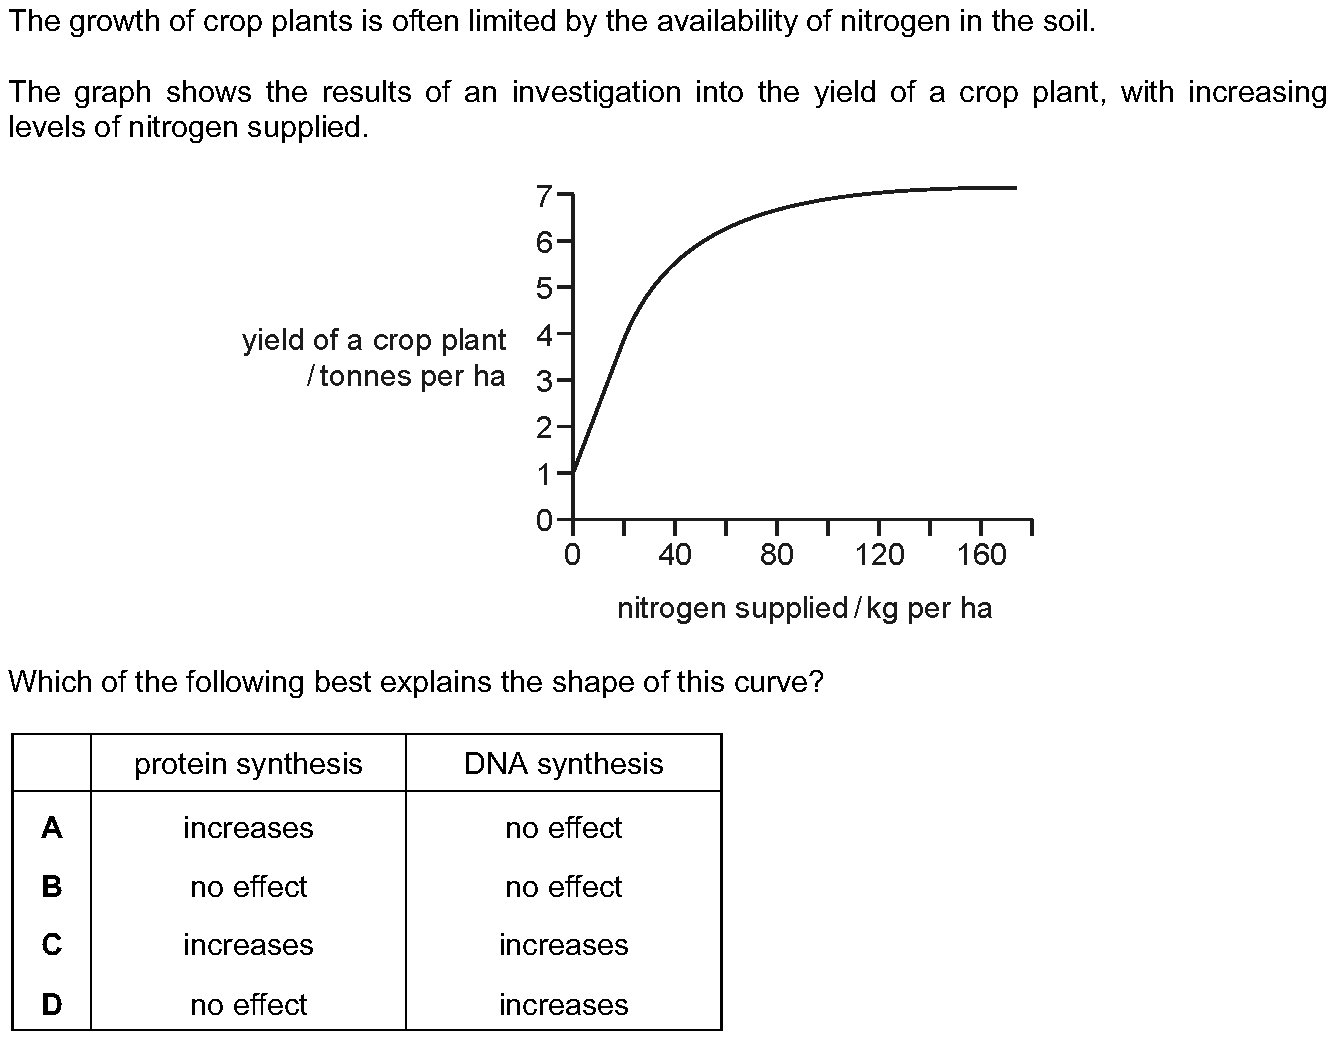 The growth of crop plants is often limited by the availability of nitrogen in the soil.
The graph shows the results of an investigation into the yield of a crop plant, with increasing
levels of nitrogen supplied.
7
6
5
4
3
2
1
0
yield of a crop plant
/ tonnes per ha
0 40 80 120 160
nitrogen supplied / kg per ha
Which of the following best explains the shape of this curve?
protein synthesis DNA synthesis
A increases no effect
B no effect no effect
C increases increases
D no effect increases